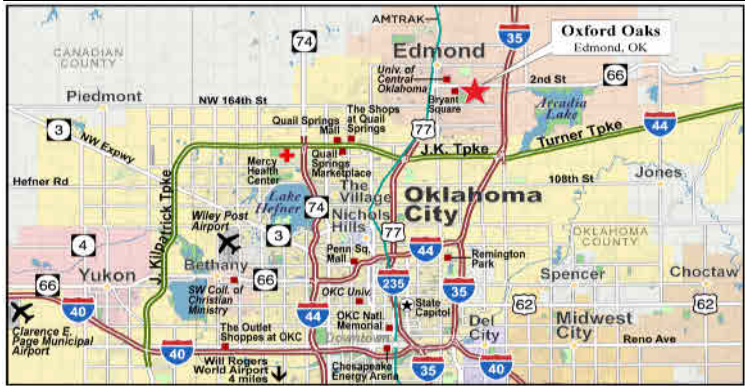 AMTRAK
74
35
Oxford Oaks
Edmond, OK
CANADIAN
COUNTY
Edmond
Univ. of
Central
Oklahoma
2nd St
66
Bryant
Square
Piedmont
NW 164th St
The Shops
at Quail
Springs
Quail Springs
Mall
Arcadia
Lake
3
NW Expwy
77
44
Turner Tpke
J.K. Tpke
Mercy
Health
Center
Quail
Springs
Marketplace
Hefner Rd
108th St
Jones
The
Village
Oklahoma
City
Lake
Hefner
74
Nichols
Hills
J. Kilpatrick Tpke
Wiley Post
Airport
3
77
OKLAHOMA
COUNTY
4
Penn Sq.
Mall
44
Remington
Park
Bethany
66
Yukon
66
SW Coll. of
Christian
Ministry
235
35
Spencer
Choctaw
OKC Univ.
State
Capitol
62
62
40
Clarence E.
Page Municipal
Airport
The Outlet
Shoppes at OKC
44
OKC Natl.
Memorial
Downtown
Del
City
Midwest
City
Reno Ave
40
Will Rogers
World Airport
4 miles
Chesapeake
Energy Arena
35
40